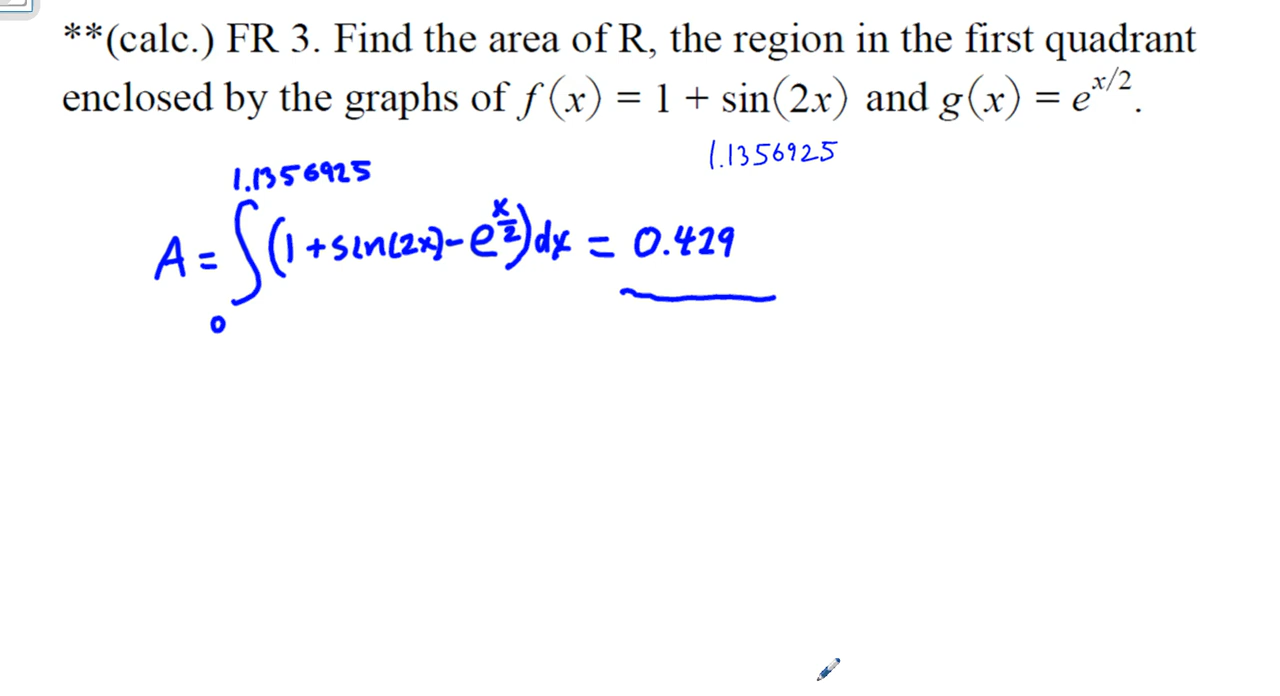 **(calc.) FR 3. Find the area of R, the region in the first quadrant
enclosed by the graphs of f(x) = 1 + sin(2x) and g(x) = e^{x/2}.
1.1356925
1.1356925
A = ∫(1 + sin(2x) - e^{x/2})dx = 0.429
0